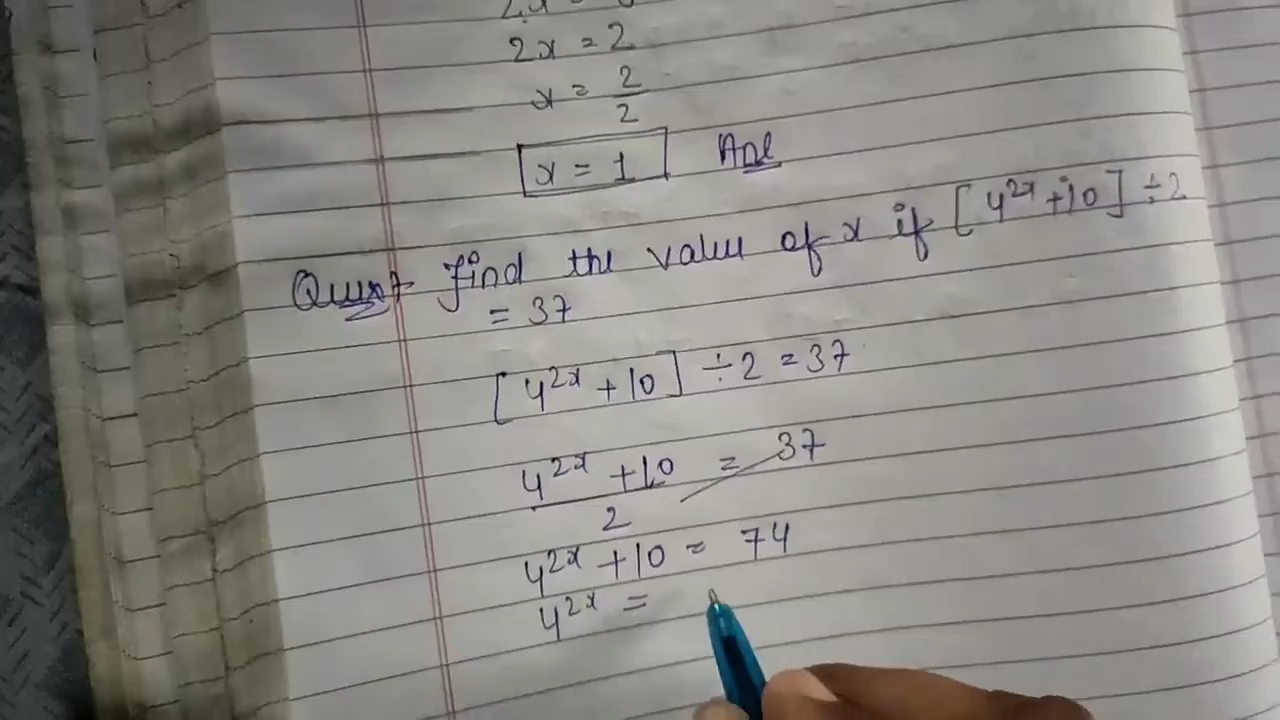 2x = 2
x = 2/2
x = 1 Ans
Ques7 find the value of x if [4^2x + 10] ÷ 2
= 37
[4^2x + 10] ÷ 2 = 37
4^2x + 10 / 2 = 37
4^2x + 10 = 74
4^2x =